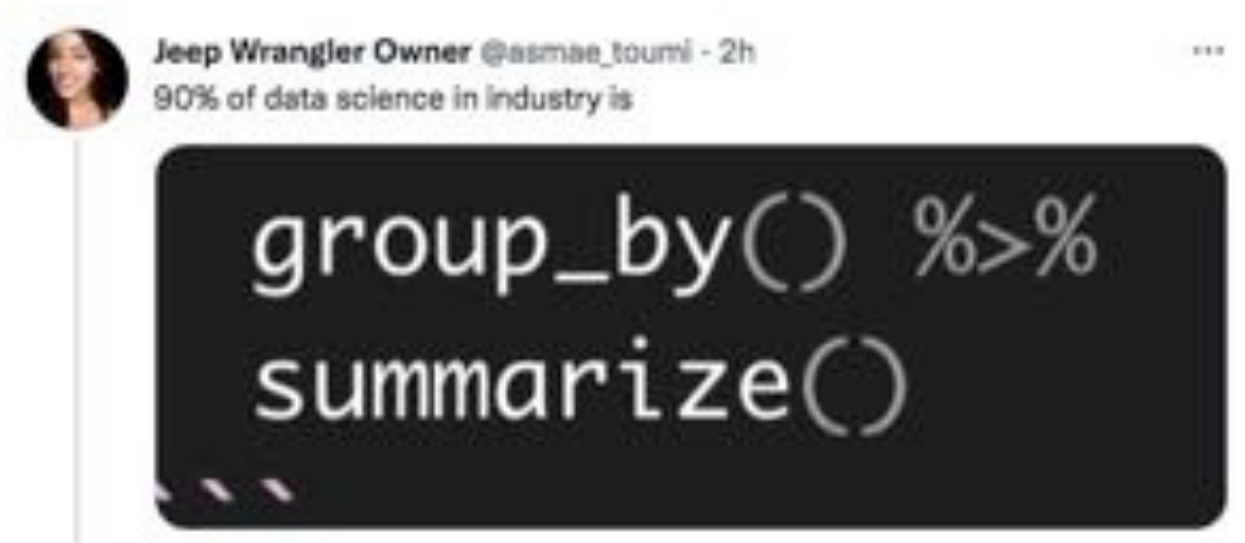 Jeep Wrangler Owner @asmae_toumi · 2h
90% of data science in industry is
group_by() %>%
summarize()
```